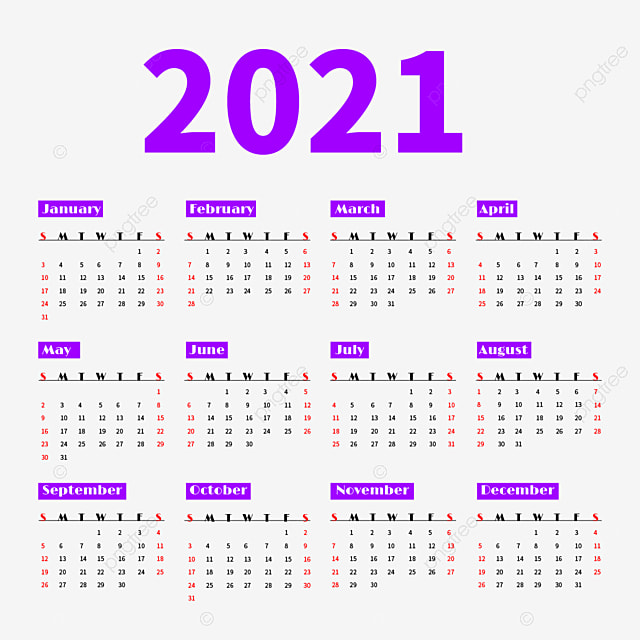 2021
January
S M T W T F S
1 2
3 4 5 6 7 8 9
10 11 12 13 14 15 16
17 18 19 20 21 22 23
24 25 26 27 28 29 30
31
February
S M T W T F S
1 2 3 4 5 6
7 8 9 10 11 12 13
14 15 16 17 18 19 20
21 22 23 24 25 26 27
28
March
S M T W T F S
1 2 3 4 5 6
7 8 9 10 11 12 13
14 15 16 17 18 19 20
21 22 23 24 25 26 27
28 29 30 31
April
S M T W T F S
1 2 3
4 5 6 7 8 9 10
11 12 13 14 15 16 17
18 19 20 21 22 23 24
25 26 27 28 29 30
May
S M T W T F S
1
2 3 4 5 6 7 8
9 10 11 12 13 14 15
16 17 18 19 20 21 22
23 24 25 26 27 28 29
30 31
June
S M T W T F S
1 2 3 4 5
6 7 8 9 10 11 12
13 14 15 16 17 18 19
20 21 22 23 24 25 26
27 28 29 30
July
S M T W T F S
1 2 3
4 5 6 7 8 9 10
11 12 13 14 15 16 17
18 19 20 21 22 23 24
25 26 27 28 29 30 31
August
S M T W T F S
1 2 3 4 5 6 7
8 9 10 11 12 13 14
15 16 17 18 19 20 21
22 23 24 25 26 27 28
29 30 31
September
S M T W T F S
1 2 3 4
5 6 7 8 9 10 11
12 13 14 15 16 17 18
19 20 21 22 23 24 25
26 27 28 29 30
October
S M T W T F S
1 2
3 4 5 6 7 8 9
10 11 12 13 14 15 16
17 18 19 20 21 22 23
24 25 26 27 28 29 30
31
November
S M T W T F S
1 2 3 4 5 6
7 8 9 10 11 12 13
14 15 16 17 18 19 20
21 22 23 24 25 26 27
28 29 30
December
S M T W T F S
1 2 3 4
5 6 7 8 9 10 11
12 13 14 15 16 17 18
19 20 21 22 23 24 25
26 27 28 29 30 31
pngtree